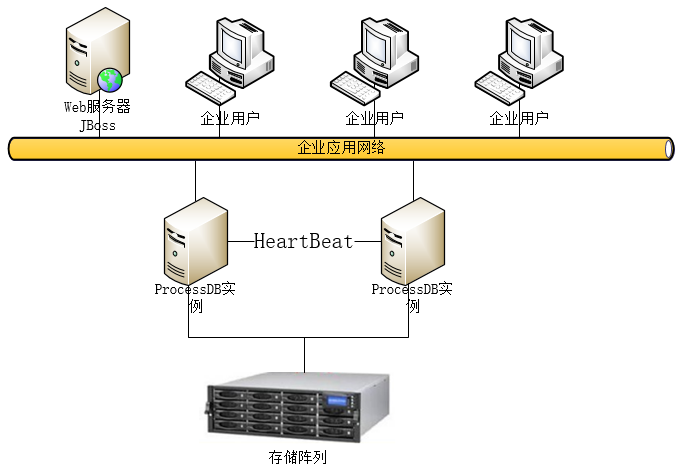 Web服务器
JBoss
企业用户
企业用户
企业用户
企业应用网络
HeartBeat
ProcessDB实
例
ProcessDB实
例
存储阵列